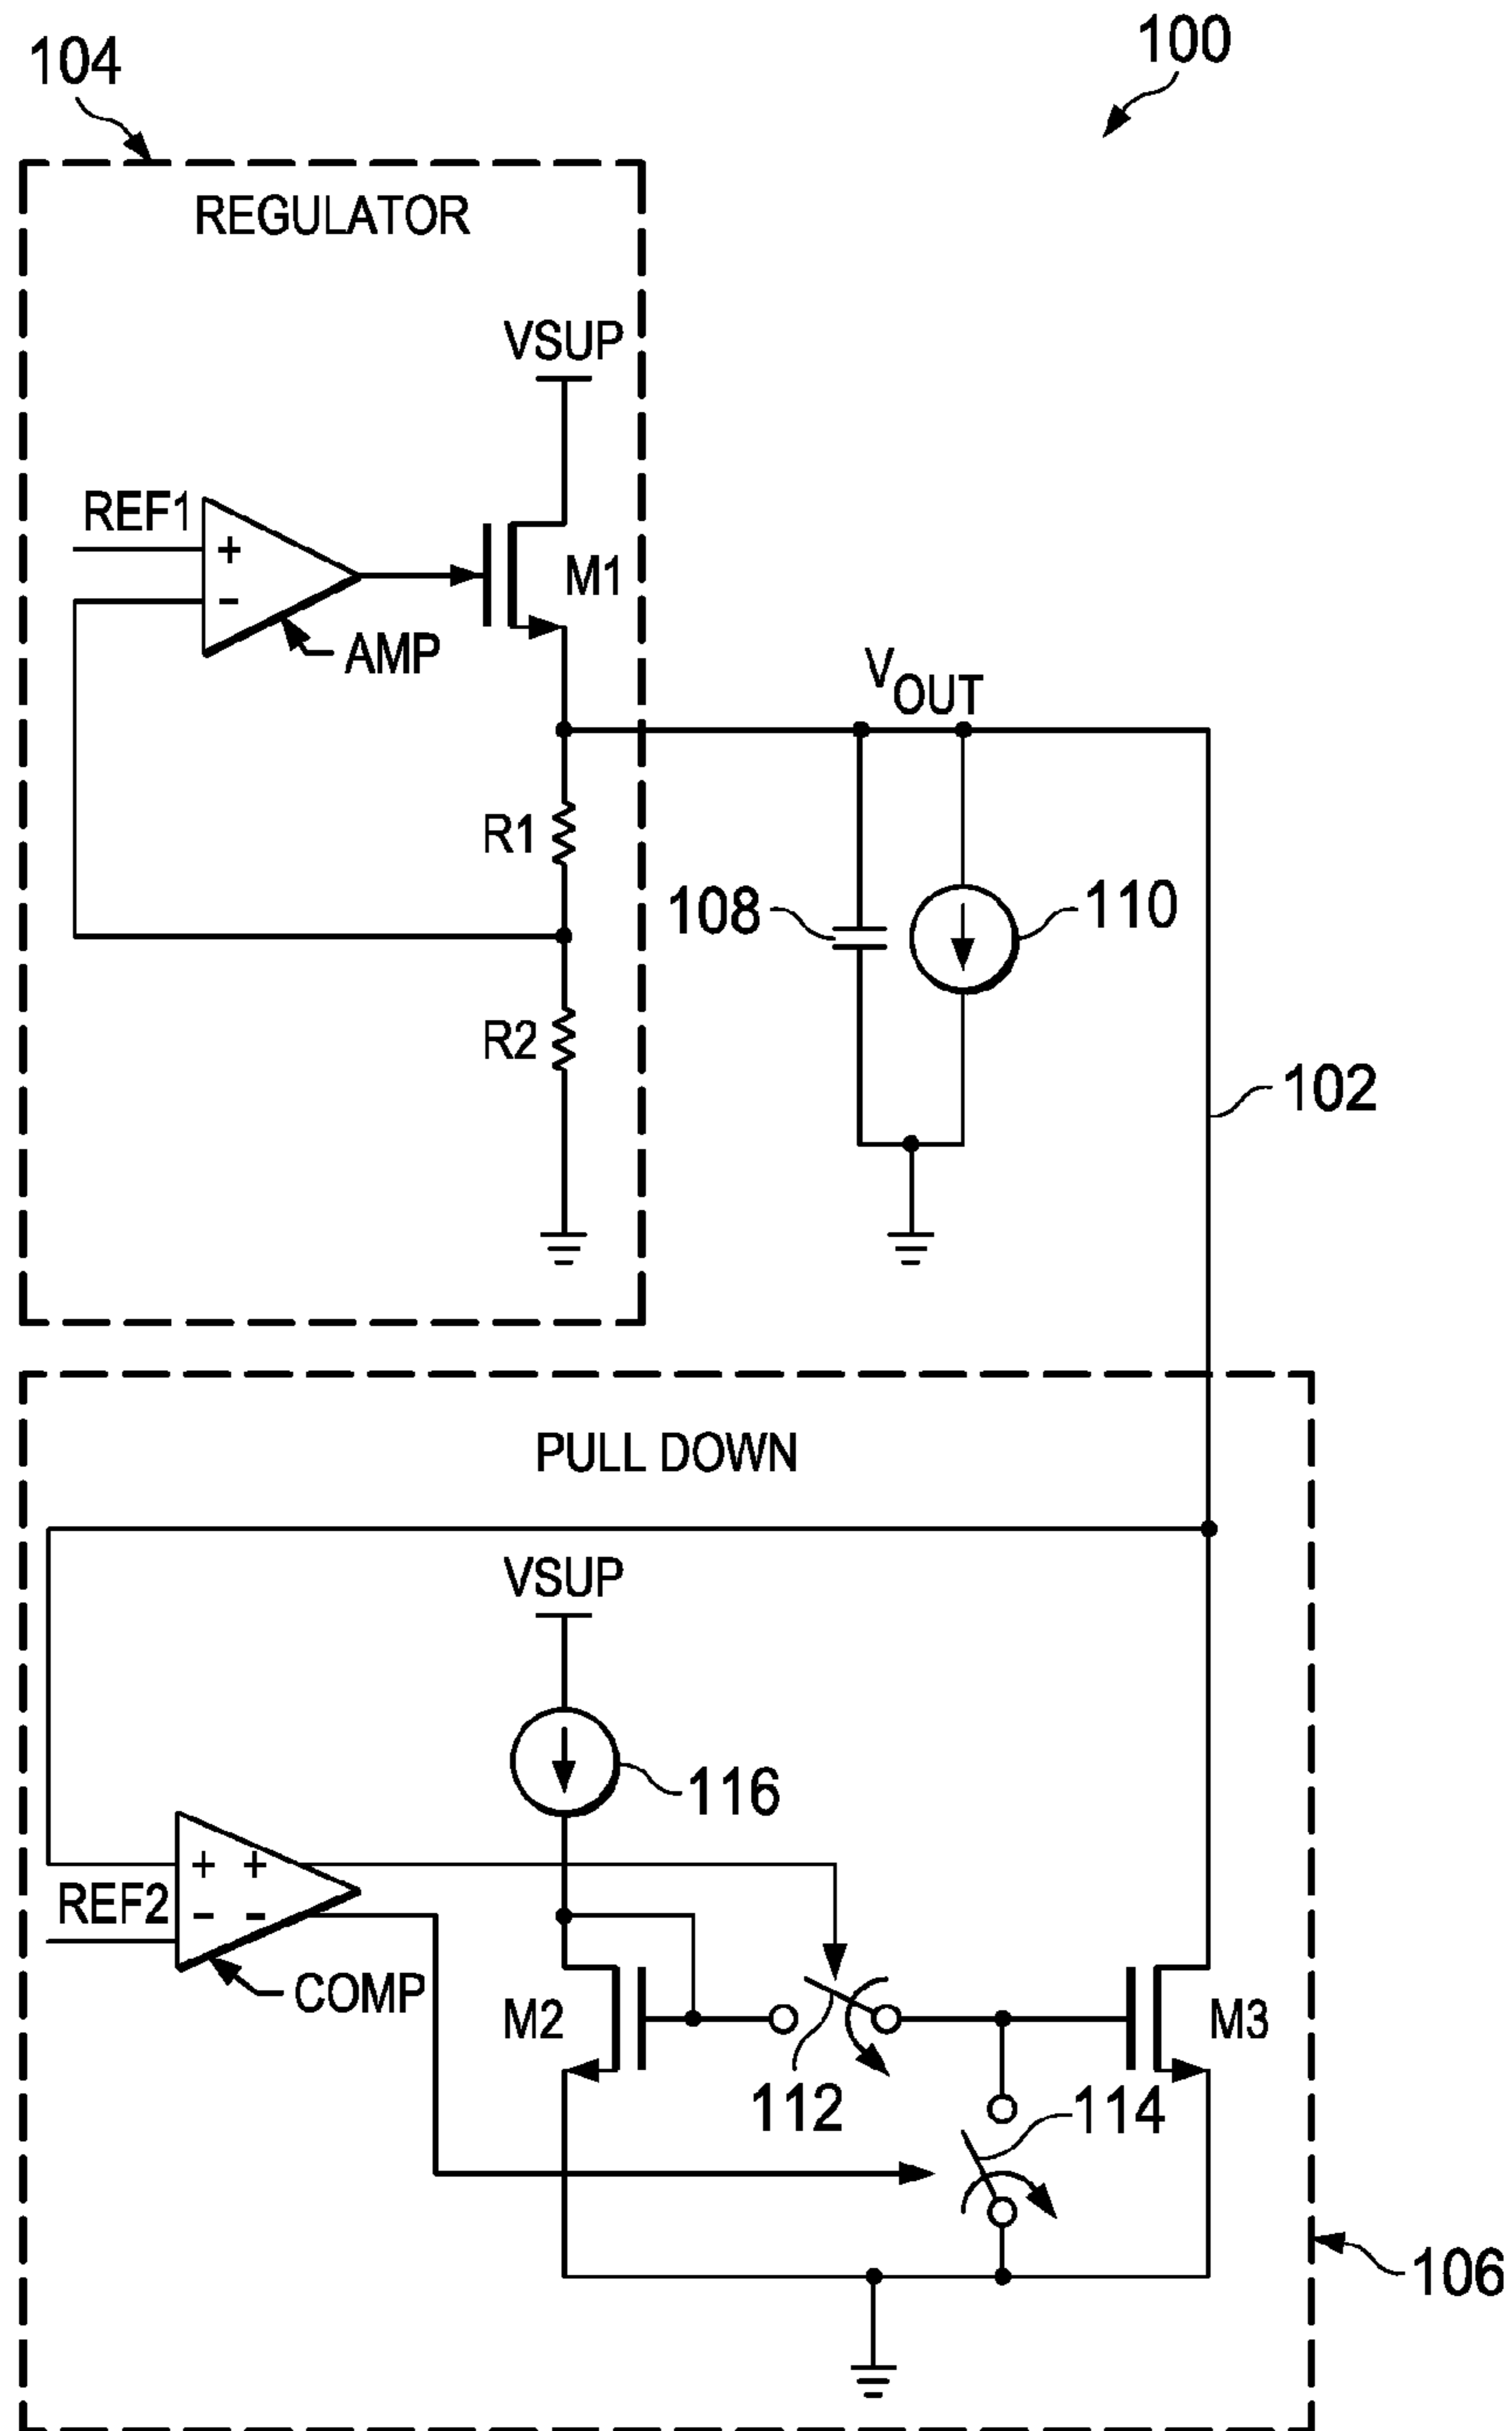 100
104
REGULATOR
VSUP
REF1
+
-
M1
AMP
VOUT
R1
108
110
R2
102
PULL DOWN
VSUP
116
+ +
REF2
- -
COMP
M2
M3
112
114
106